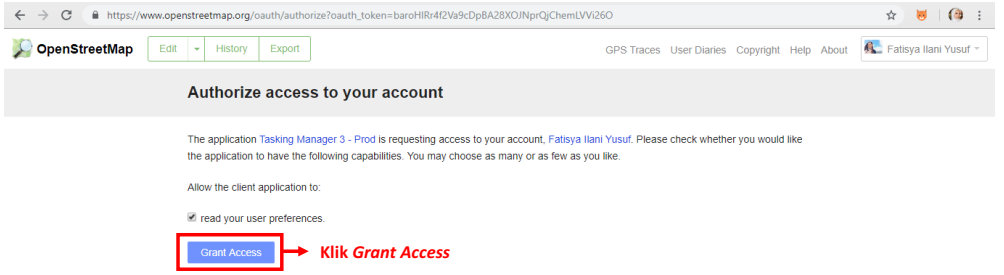 https://www.openstreetmap.org/oauth/authorize?oauth_token=baroHIRr4f2Va9cDpBA28XOJNprQjChemLVVi26O
OpenStreetMap Edit History Export GPS Traces User Diaries Copyright Help About Fatisya Ilani Yusuf
Authorize access to your account
The application Tasking Manager 3 - Prod is requesting access to your account, Fatisya Ilani Yusuf. Please check whether you would like
the application to have the following capabilities. You may choose as many or as few as you like.
Allow the client application to:
read your user preferences.
Grant Access Klik Grant Access